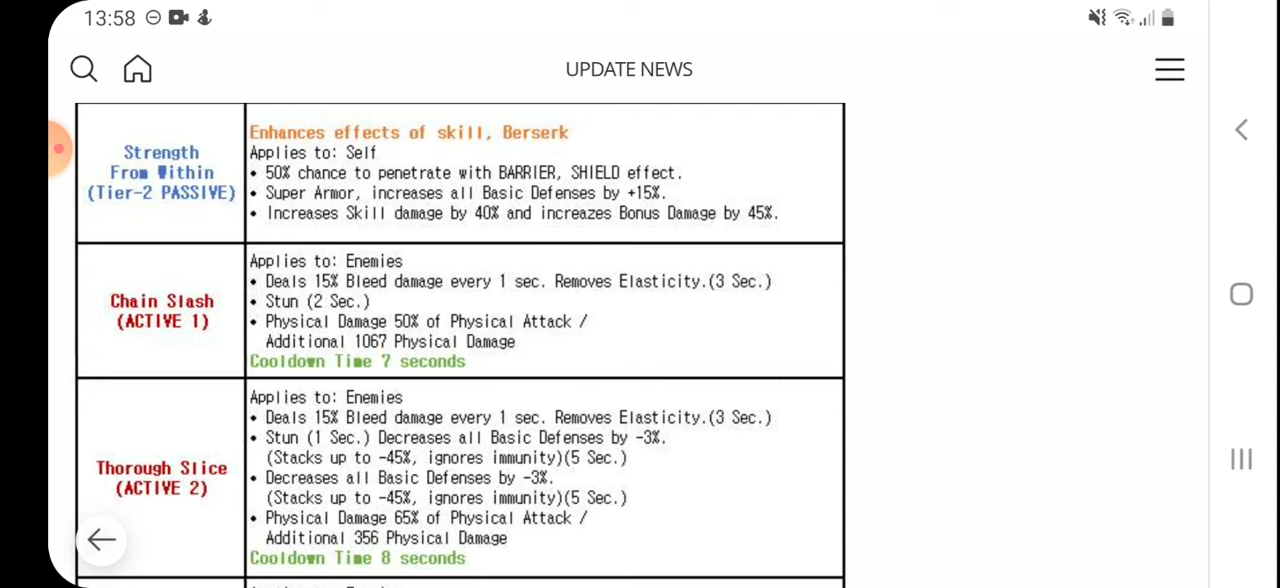 13:58
UPDATE NEWS
Strength
From Within
(Tier-2 PASSIVE)
Enhances effects of skill, Berserk
Applies to: Self
• 50% chance to penetrate with BARRIER, SHIELD effect.
• Super Armor, increases all Basic Defenses by +15%.
• Increases Skill damage by 40% and increazes Bonus Damage by 45%.
Chain Slash
(ACTIVE 1)
Applies to: Enemies
• Deals 15% Bleed damage every 1 sec. Removes Elasticity.(3 Sec.)
• Stun (2 Sec.)
• Physical Damage 50% of Physical Attack /
Additional 1067 Physical Damage
Cooldown Time 7 seconds
Thorough Slice
(ACTIVE 2)
Applies to: Enemies
• Deals 15% Bleed damage every 1 sec. Removes Elasticity.(3 Sec.)
• Stun (1 Sec.) Decreases all Basic Defenses by -3%.
(Stacks up to -45%, ignores immunity)(5 Sec.)
• Decreases all Basic Defenses by -3%.
(Stacks up to -45%, ignores immunity)(5 Sec.)
• Physical Damage 65% of Physical Attack /
Additional 356 Physical Damage
Cooldown Time 8 seconds